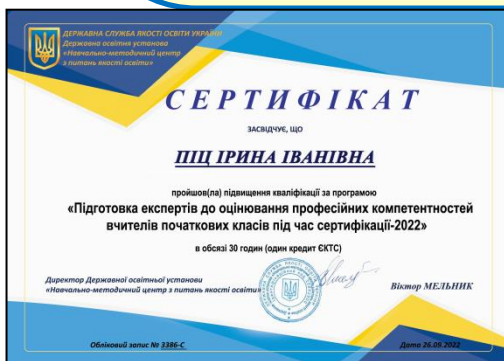 ДЕРЖАВНА СЛУЖБА ЯКОСТІ ОСВІТИ УКРАЇНИ
Державна освітня установа
«Навчально-методичний центр
з питань якості освіти»
СЕРТИФІКАТ
ЗАСВІДЧУЄ, ЩО
ПІЦ ІРИНА ІВАНІВНА
пройшов(ла) підвищення кваліфікації за програмою
«Підготовка експертів до оцінювання професійних компетентностей
вчителів початкових класів під час сертифікації-2022»
в обсязі 30 годин (один кредит ЄКТС)
Директор Державної освітньої установи
«Навчально-методичний центр з питань якості освіти»
Віктор МЕЛЬНИК
Обліковий запис № 3386-С
Дата 26.08.2022